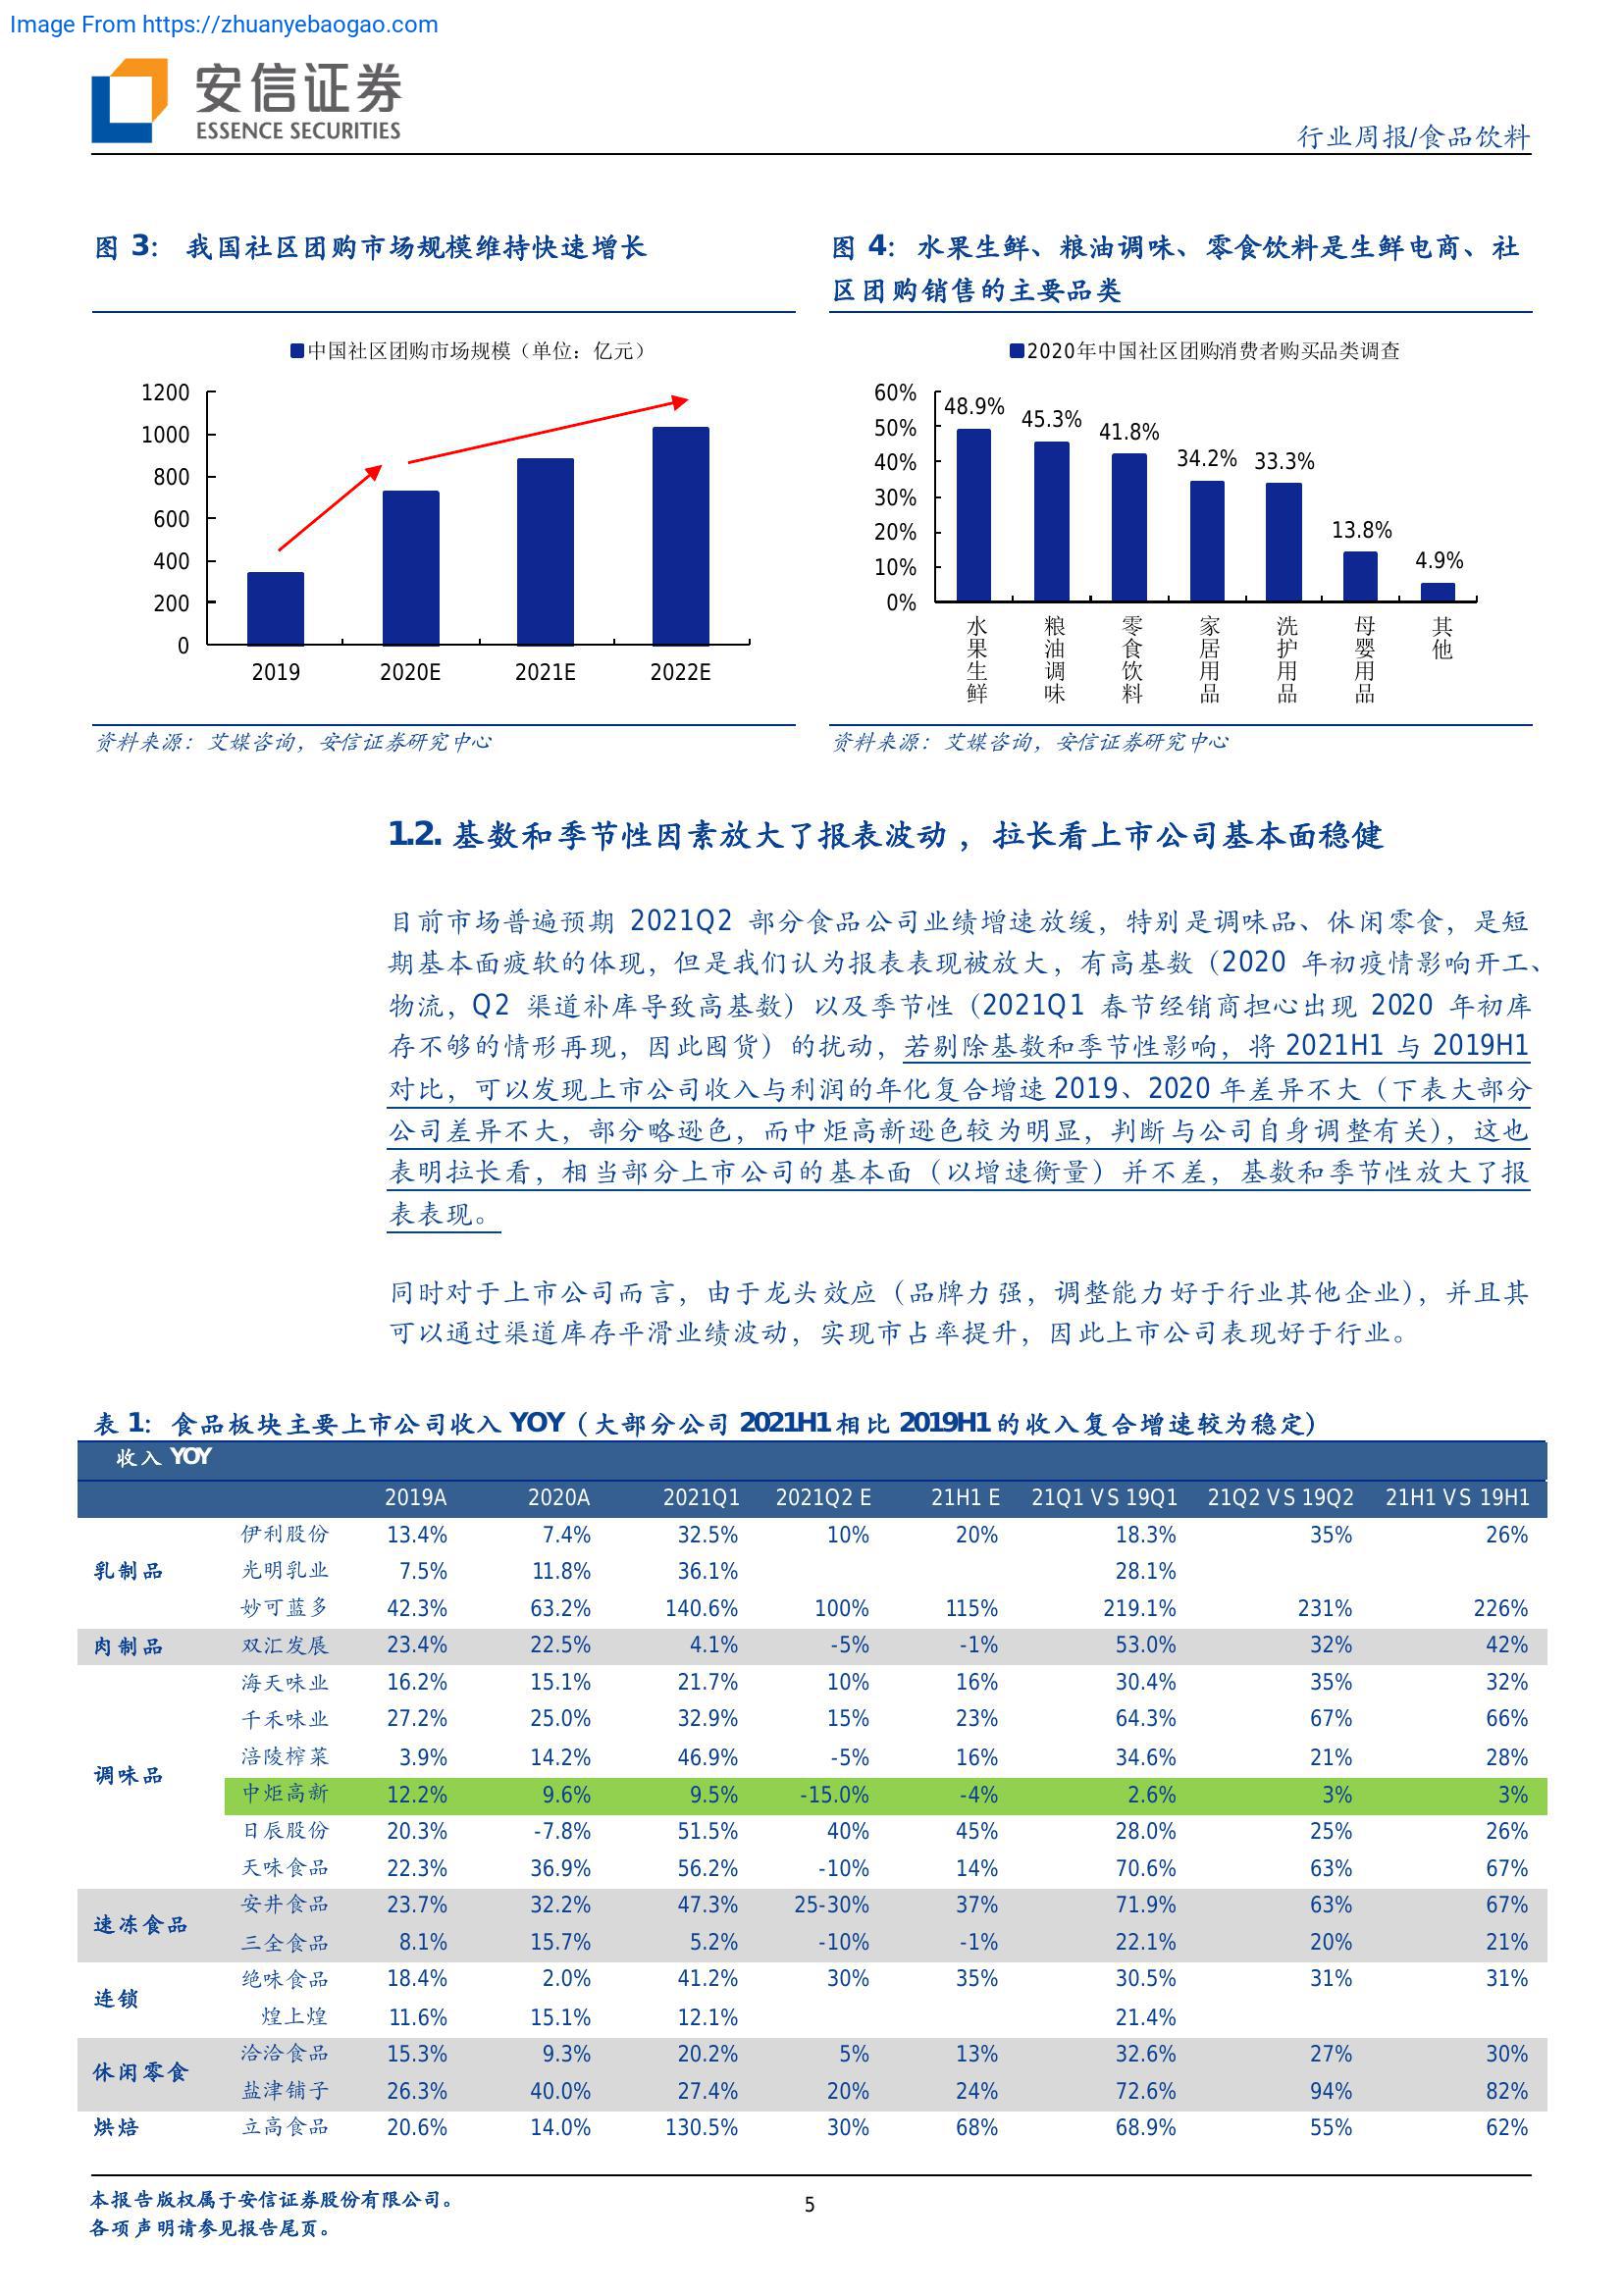 Image From https://zhuanyebaogao.com
安信证券
ESSENCE SECURITIES
行业周报/食品饮料
图 3： 我国社区团购市场规模维持快速增长
中国社区团购市场规模（单位：亿元）
1200
1000
800
600
400
200
0
2019 2020E 2021E 2022E
资料来源：艾媒咨询，安信证券研究中心
图 4：水果生鲜、粮油调味、零食饮料是生鲜电商、社
区团购销售的主要品类
2020年中国社区团购消费者购买品类调查
60%
50%
40%
30%
20%
10%
0%
48.9% 45.3% 41.8% 34.2% 33.3% 13.8% 4.9%
水果生鲜 粮油调味 零食饮料 家居用品 洗护用品 母婴用品 其他
资料来源：艾媒咨询，安信证券研究中心
1.2. 基数和季节性因素放大了报表波动，拉长看上市公司基本面稳健
目前市场普遍预期 2021Q2 部分食品公司业绩增速放缓，特别是调味品、休闲零食，是短
期基本面疲软的体现，但是我们认为报表表现被放大，有高基数（2020 年初疫情影响开工、
物流，Q2 渠道补库导致高基数）以及季节性（2021Q1 春节经销商担心出现 2020 年初库
存不够的情形再现，因此囤货）的扰动，若剔除基数和季节性影响，将 2021H1 与 2019H1
对比，可以发现上市公司收入与利润的年化复合增速 2019、2020 年差异不大（下表大部分
公司差异不大，部分略逊色，而中炬高新逊色较为明显，判断与公司自身调整有关），这也
表明拉长看，相当部分上市公司的基本面（以增速衡量）并不差，基数和季节性放大了报
表表现。
同时对于上市公司而言，由于龙头效应（品牌力强，调整能力好于行业其他企业），并且其
可以通过渠道库存平滑业绩波动，实现市占率提升，因此上市公司表现好于行业。
表 1：食品板块主要上市公司收入 YOY（大部分公司 2021H1 相比 2019H1 的收入复合增速较为稳定）
收入 YOY
2019A 2020A 2021Q1 2021Q2 E 21H1 E 21Q1 VS 19Q1 21Q2 VS 19Q2 21H1 VS 19H1
乳制品
伊利股份 13.4% 7.4% 32.5% 10% 20% 18.3% 35% 26%
光明乳业 7.5% 11.8% 36.1% 28.1%
妙可蓝多 42.3% 63.2% 140.6% 100% 115% 219.1% 231% 226%
肉制品 双汇发展 23.4% 22.5% 4.1% -5% -1% 53.0% 32% 42%
调味品
海天味业 16.2% 15.1% 21.7% 10% 16% 30.4% 35% 32%
千禾味业 27.2% 25.0% 32.9% 15% 23% 64.3% 67% 66%
涪陵榨菜 3.9% 14.2% 46.9% -5% 16% 34.6% 21% 28%
中炬高新 12.2% 9.6% 9.5% -15.0% -4% 2.6% 3% 3%
日辰股份 20.3% -7.8% 51.5% 40% 45% 28.0% 25% 26%
天味食品 22.3% 36.9% 56.2% -10% 14% 70.6% 63% 67%
速冻食品
安井食品 23.7% 32.2% 47.3% 25-30% 37% 71.9% 63% 67%
三全食品 8.1% 15.7% 5.2% -10% -1% 22.1% 20% 21%
连锁
绝味食品 18.4% 2.0% 41.2% 30% 35% 30.5% 31% 31%
煌上煌 11.6% 15.1% 12.1% 21.4%
休闲零食
洽洽食品 15.3% 9.3% 20.2% 5% 13% 32.6% 27% 30%
盐津铺子 26.3% 40.0% 27.4% 20% 24% 72.6% 94% 82%
烘焙 立高食品 20.6% 14.0% 130.5% 30% 68% 68.9% 55% 62%
本报告版权属于安信证券股份有限公司。
各项声明请参见报告尾页。
5